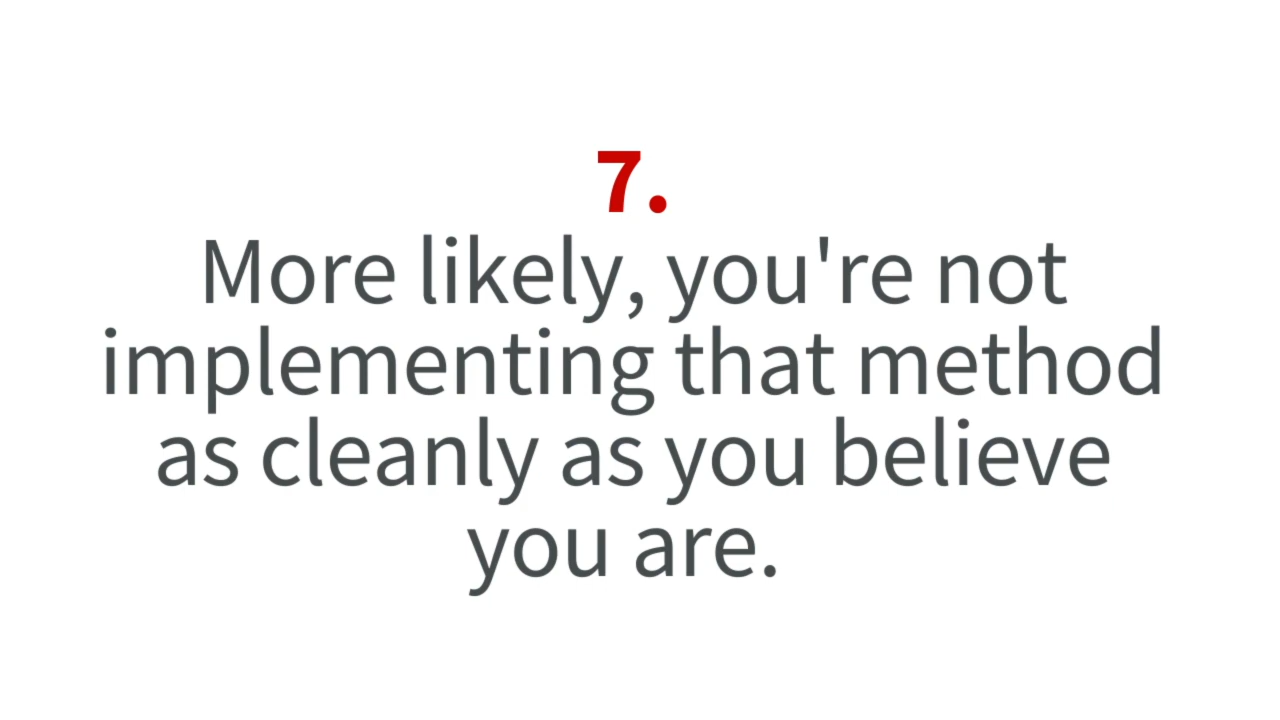 7.
More likely, you're not
implementing that method
as cleanly as you believe
you are.